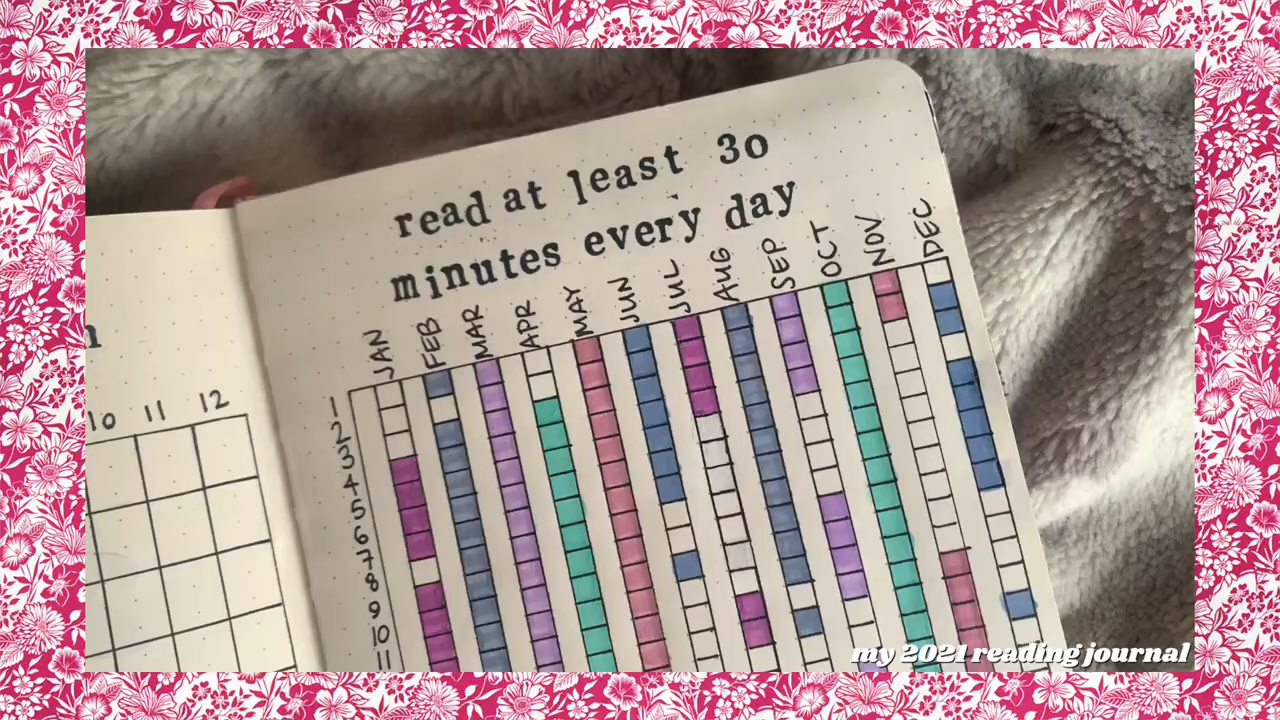 read at least 30
minutes every day
JAN FEB MAR APR MAY JUN JUL AUG SEP OCT NOV DEC
10 11 12
1
2
3
4
5
6
7
8
9
10
11
my 2021 reading journal